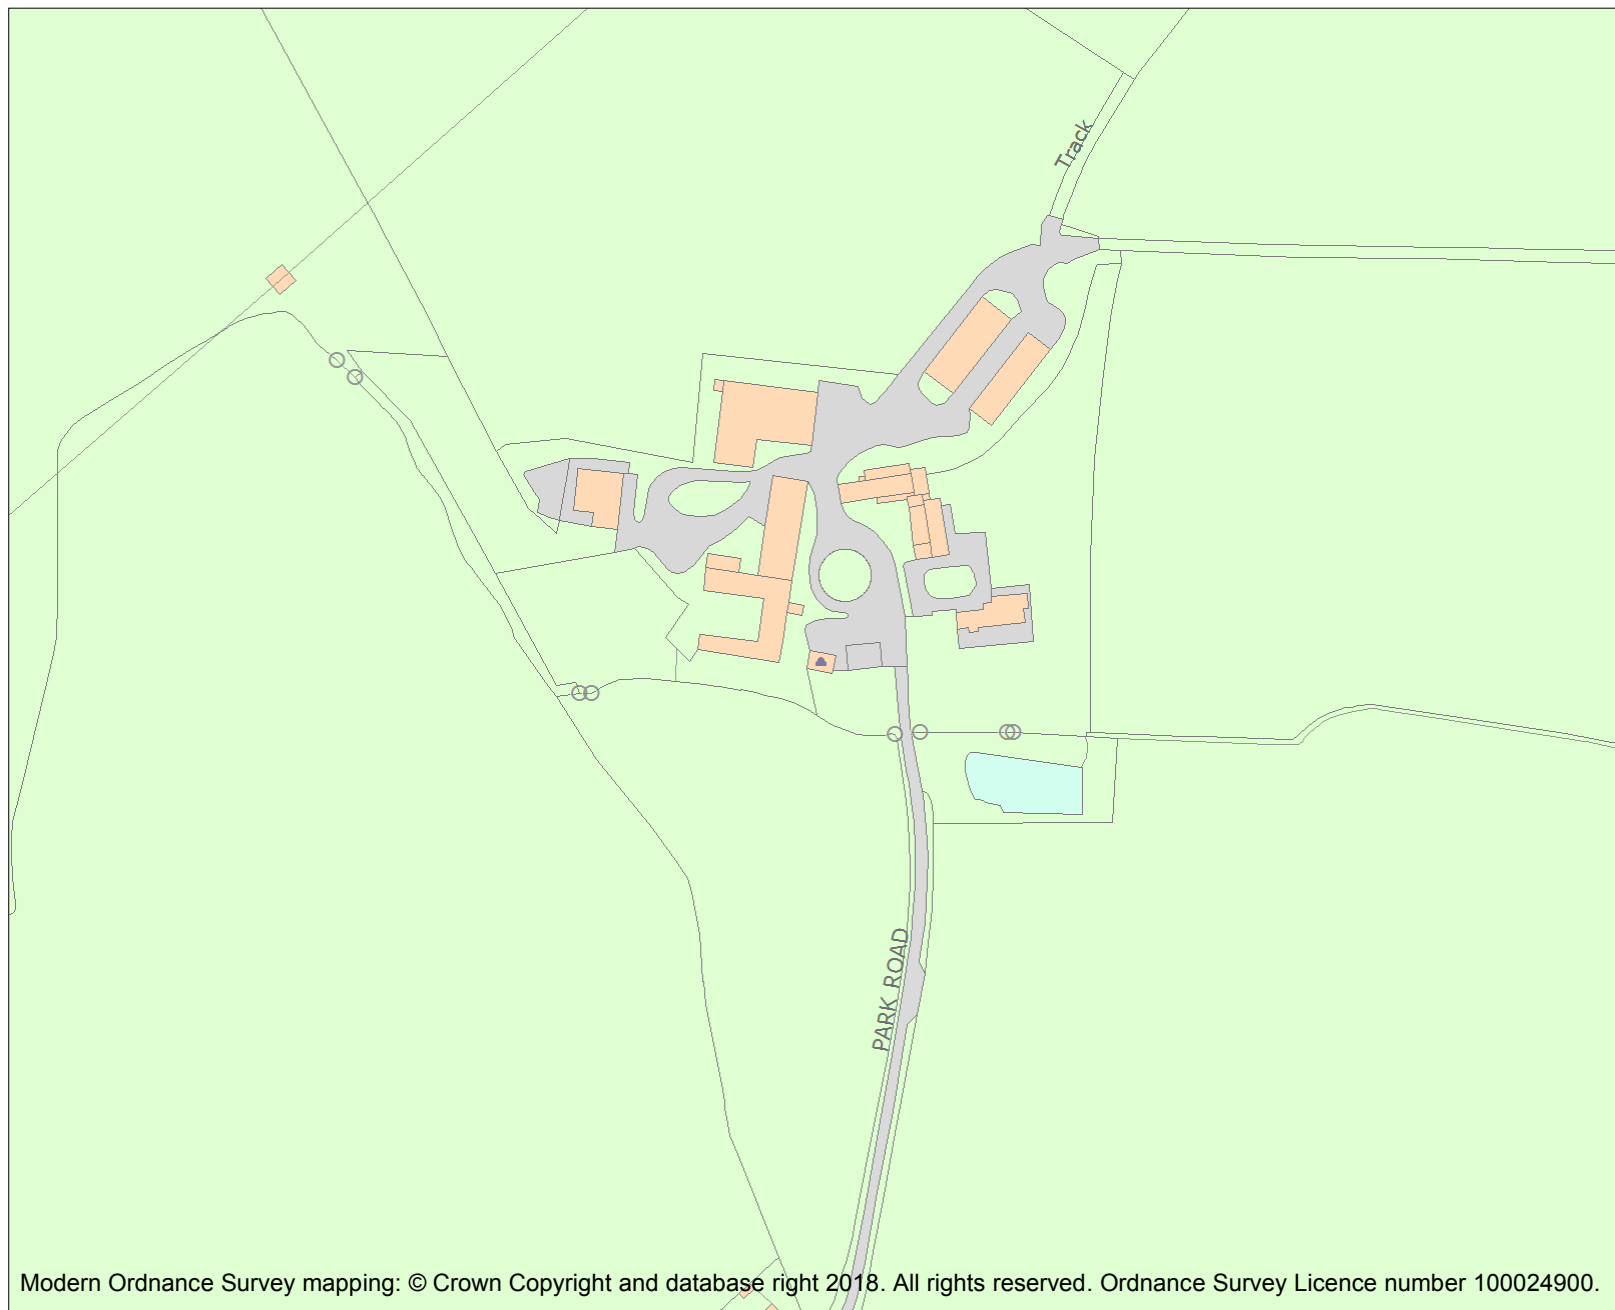 Track
PARK ROAD
Modern Ordnance Survey mapping: © Crown Copyright and database right 2018. All rights reserved. Ordnance Survey Licence number 100024900.